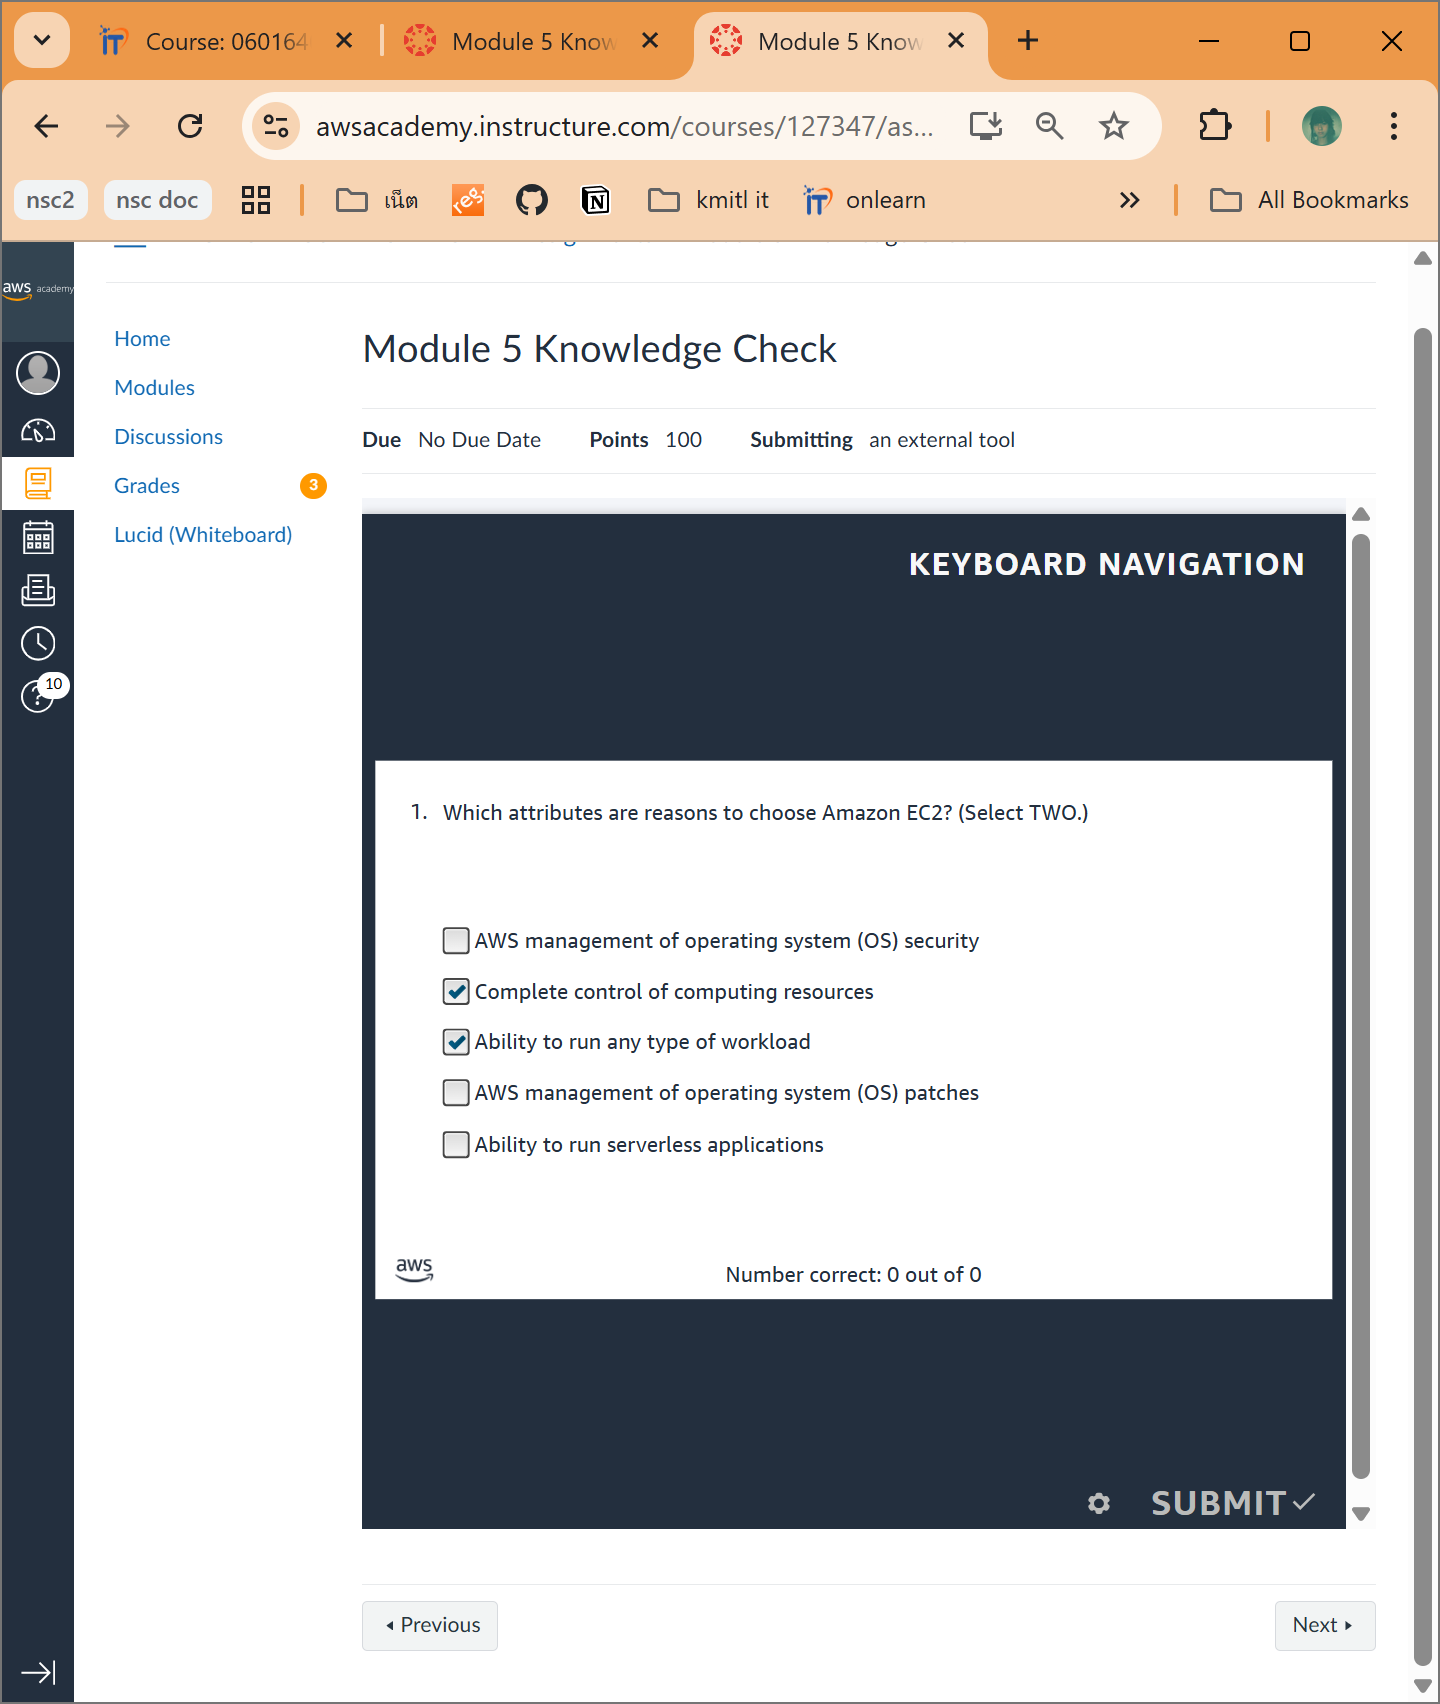 Course: 060164
Module 5 Know
Module 5 Know
awsacademy.instructure.com/courses/127347/as...
nsc2
nsc doc
เน็ต
reg.
kmitl it
onlearn
All Bookmarks
aws academy
Home
Modules
Discussions
Grades
3
Lucid (Whiteboard)
10
Module 5 Knowledge Check
Due No Due Date Points 100 Submitting an external tool
KEYBOARD NAVIGATION
1. Which attributes are reasons to choose Amazon EC2? (Select TWO.)
AWS management of operating system (OS) security
Complete control of computing resources
Ability to run any type of workload
AWS management of operating system (OS) patches
Ability to run serverless applications
aws
Number correct: 0 out of 0
SUBMIT
Previous
Next